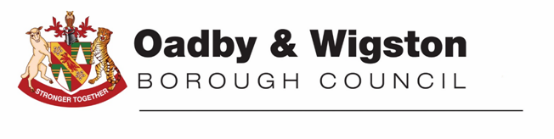 Oadby & Wigston
BOROUGH COUNCIL
STRONGER TOGETHER